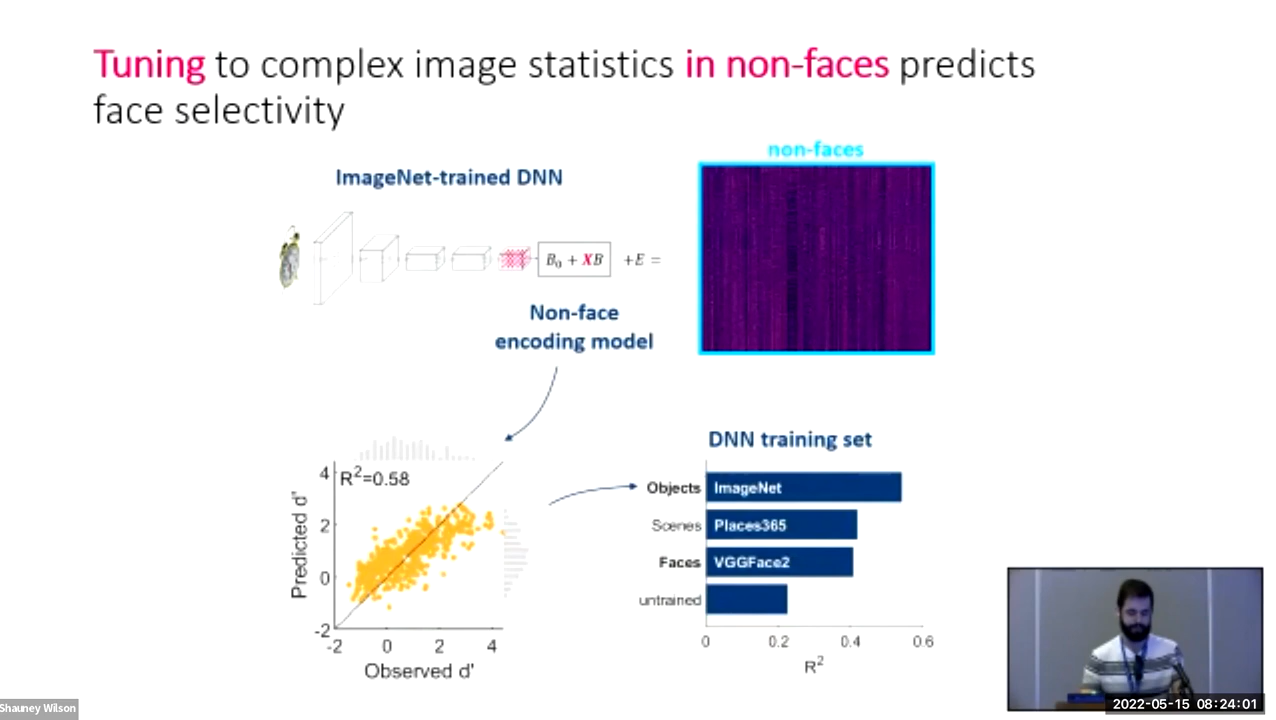 Tuning to complex image statistics in non-faces predicts
face selectivity
non-faces
ImageNet-trained DNN
B₀ + XB +E =
Non-face
encoding model
DNN training set
R²=0.58
4
2
0
-2
Predicted d'
-2 0 2 4
Observed d'
Objects ImageNet
Scenes Places365
Faces VGGFace2
untrained
0 0.2 0.4 0.6
R²
Shauney Wilson
2022-05-15 08:24:01